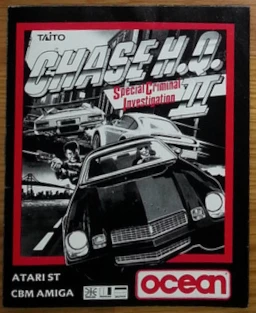 TAITO
CHASE H.Q.
II
Special Criminal
Investigation
ATARI ST
CBM AMIGA
ocean